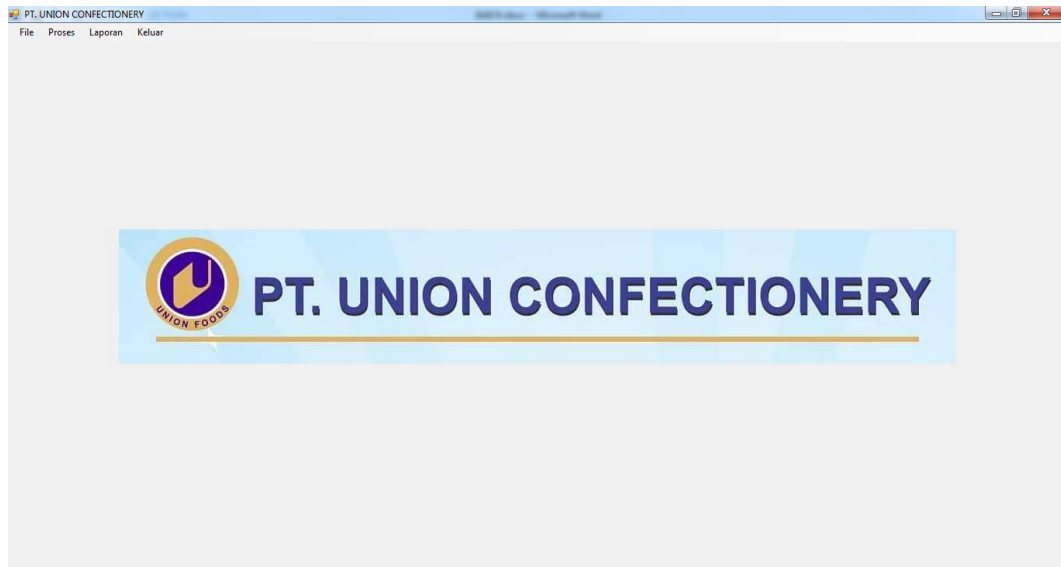 PT. UNION CONFECTIONERY
File Proses Laporan Keluar
PT. UNION CONFECTIONERY
UNION FOODS